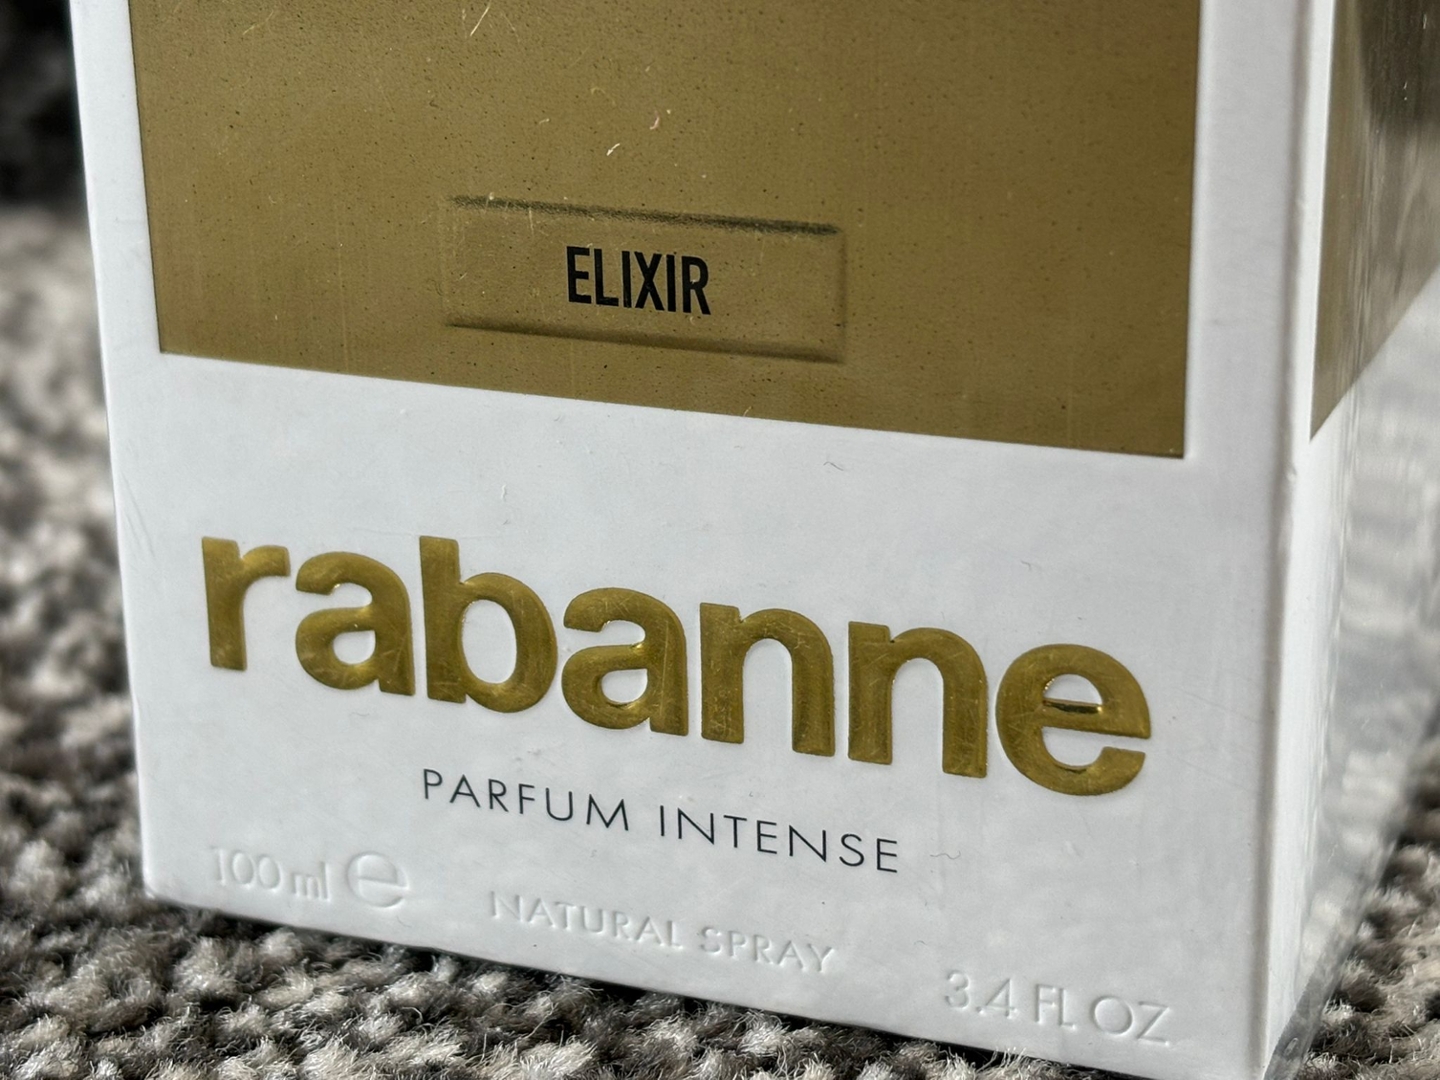 ELIXIR
rabanne
PARFUM INTENSE
100 ml ℮
NATURAL SPRAY
3.4 FL OZ